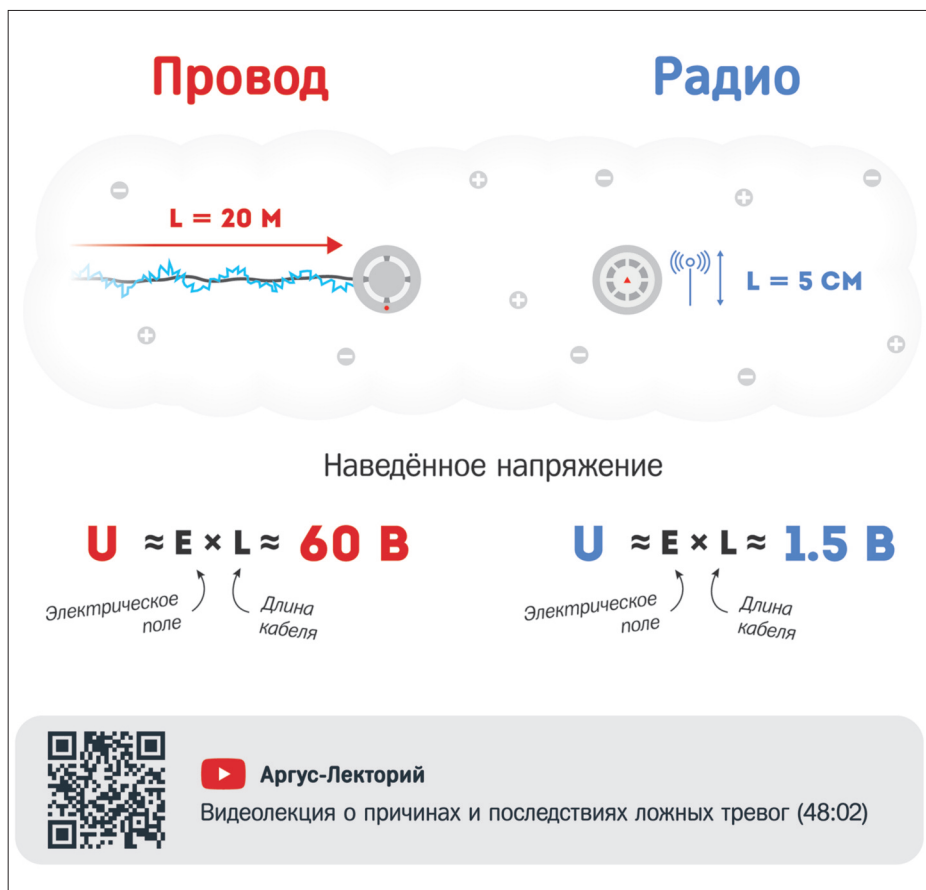 Провод
Радио
L = 20 М
L = 5 СМ
Наведённое напряжение
U ≈ E × L ≈ 60 В
U ≈ E × L ≈ 1.5 В
Электрическое
поле
Длина
кабеля
Электрическое
поле
Длина
кабеля
Аргус-Лекторий
Видеолекция о причинах и последствиях ложных тревог (48:02)